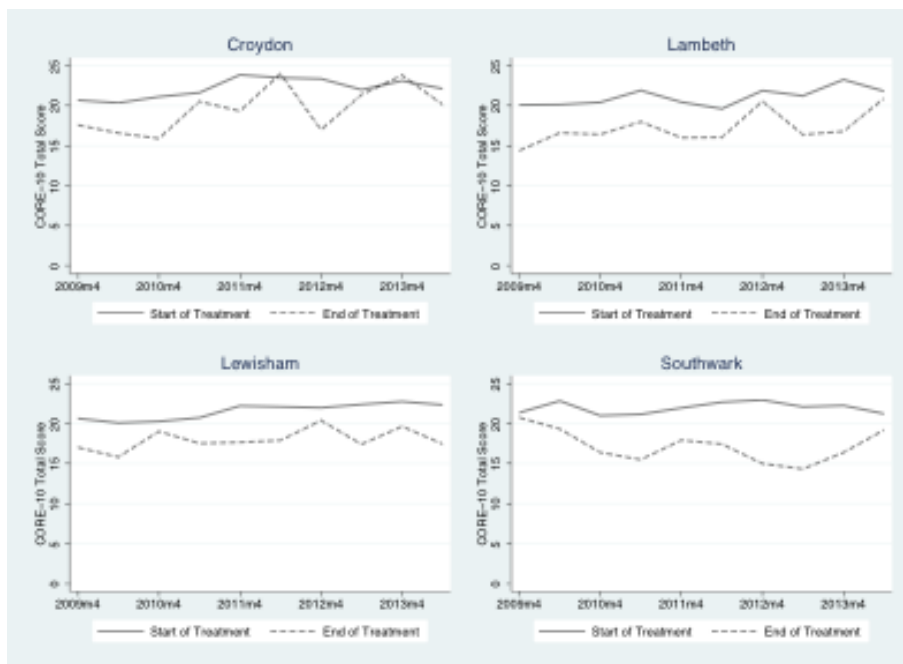 Croydon
CORE-10 Total Score
25
20
15
10
5
0
2009m4 2010m4 2011m4 2012m4 2013m4
Start of Treatment End of Treatment
Lambeth
CORE-10 Total Score
25
20
15
10
5
0
2009m4 2010m4 2011m4 2012m4 2013m4
Start of Treatment End of Treatment
Lewisham
CORE-10 Total Score
25
20
15
10
5
0
2009m4 2010m4 2011m4 2012m4 2013m4
Start of Treatment End of Treatment
Southwark
CORE-10 Total Score
25
20
15
10
5
0
2009m4 2010m4 2011m4 2012m4 2013m4
Start of Treatment End of Treatment